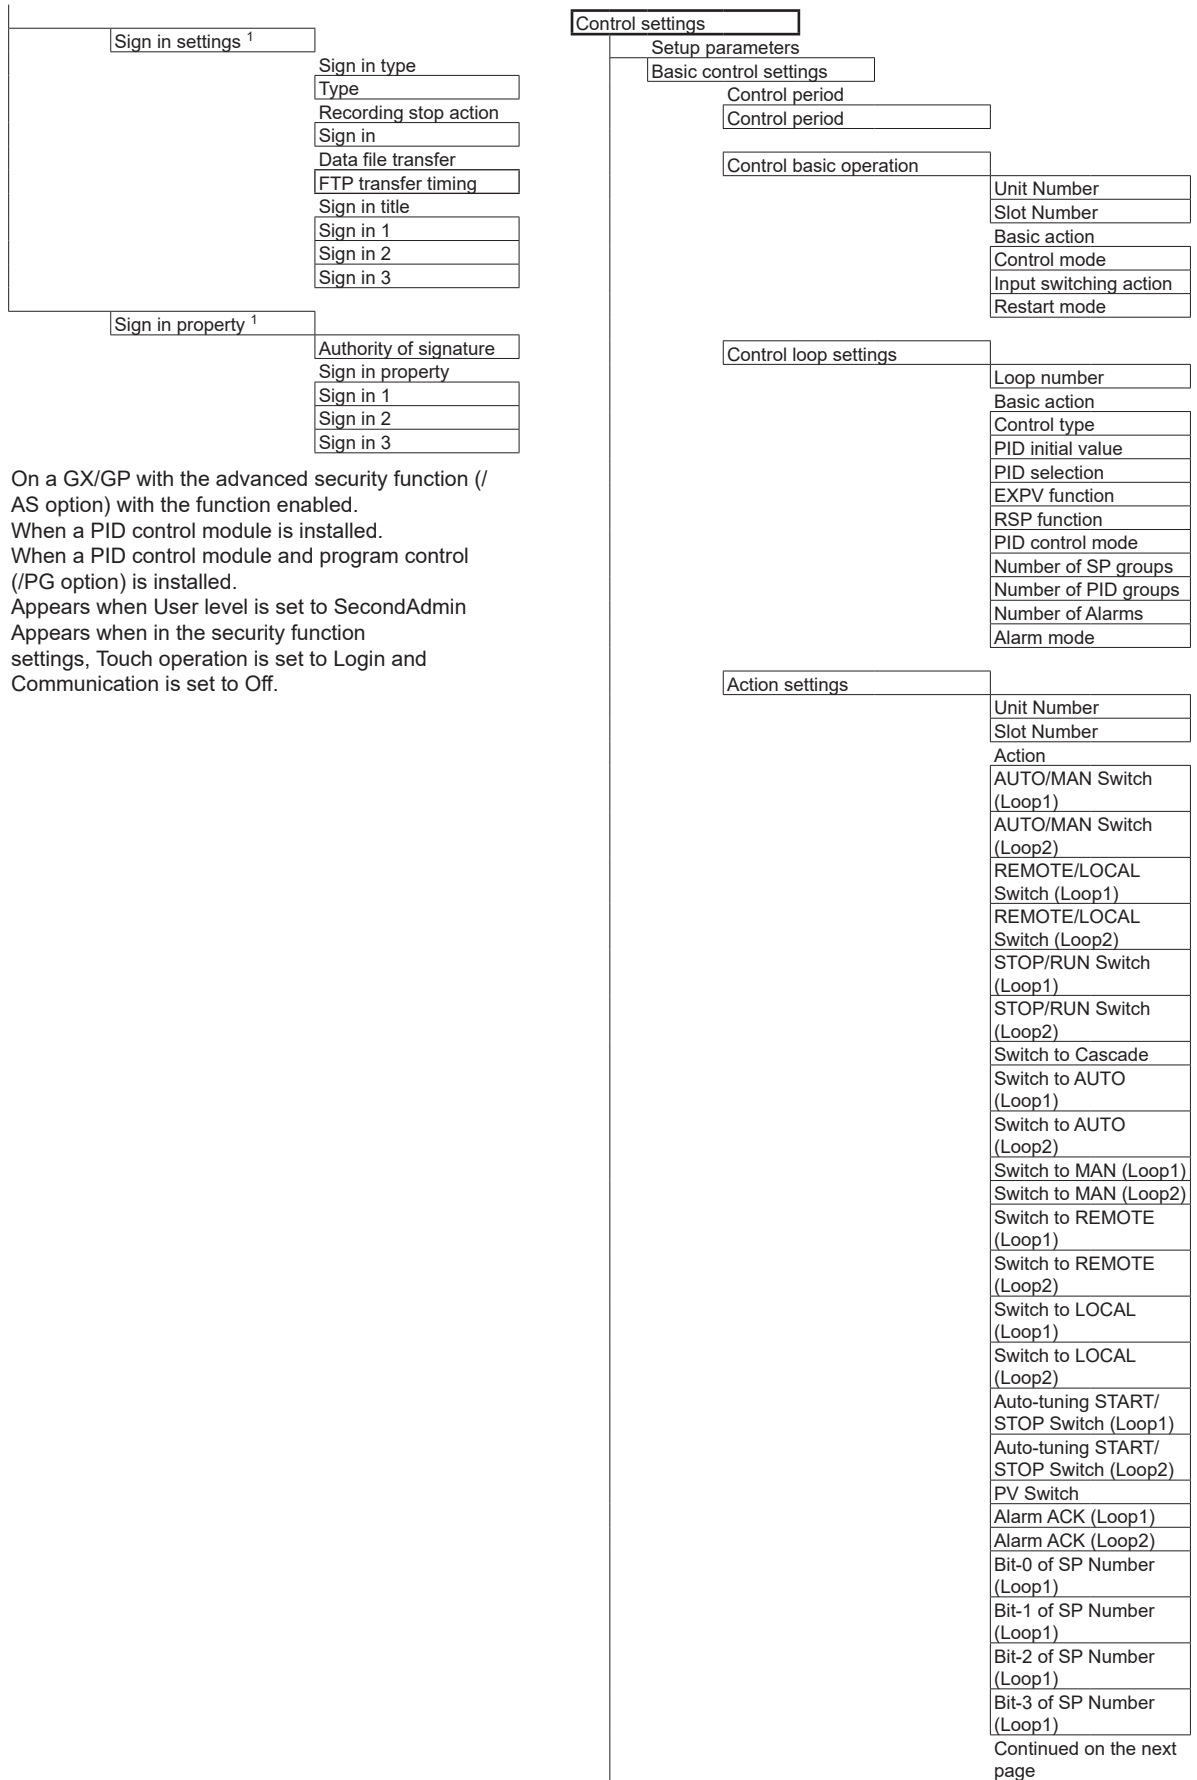 Sign in settings 1
Sign in type
Type
Recording stop action
Sign in
Data file transfer
FTP transfer timing
Sign in title
Sign in 1
Sign in 2
Sign in 3
Sign in property 1
Authority of signature
Sign in property
Sign in 1
Sign in 2
Sign in 3
On a GX/GP with the advanced security function (/
AS option) with the function enabled.
When a PID control module is installed.
When a PID control module and program control
(/PG option) is installed.
Appears when User level is set to SecondAdmin
Appears when in the security function
settings, Touch operation is set to Login and
Communication is set to Off.
Control settings
Setup parameters
Basic control settings
Control period
Control period
Control basic operation
Unit Number
Slot Number
Basic action
Control mode
Input switching action
Restart mode
Control loop settings
Loop number
Basic action
Control type
PID initial value
PID selection
EXPV function
RSP function
PID control mode
Number of SP groups
Number of PID groups
Number of Alarms
Alarm mode
Action settings
Unit Number
Slot Number
Action
AUTO/MAN Switch
(Loop1)
AUTO/MAN Switch
(Loop2)
REMOTE/LOCAL
Switch (Loop1)
REMOTE/LOCAL
Switch (Loop2)
STOP/RUN Switch
(Loop1)
STOP/RUN Switch
(Loop2)
Switch to Cascade
Switch to AUTO
(Loop1)
Switch to AUTO
(Loop2)
Switch to MAN (Loop1)
Switch to MAN (Loop2)
Switch to REMOTE
(Loop1)
Switch to REMOTE
(Loop2)
Switch to LOCAL
(Loop1)
Switch to LOCAL
(Loop2)
Auto-tuning START/
STOP Switch (Loop1)
Auto-tuning START/
STOP Switch (Loop2)
PV Switch
Alarm ACK (Loop1)
Alarm ACK (Loop2)
Bit-0 of SP Number
(Loop1)
Bit-1 of SP Number
(Loop1)
Bit-2 of SP Number
(Loop1)
Bit-3 of SP Number
(Loop1)
Continued on the next
page